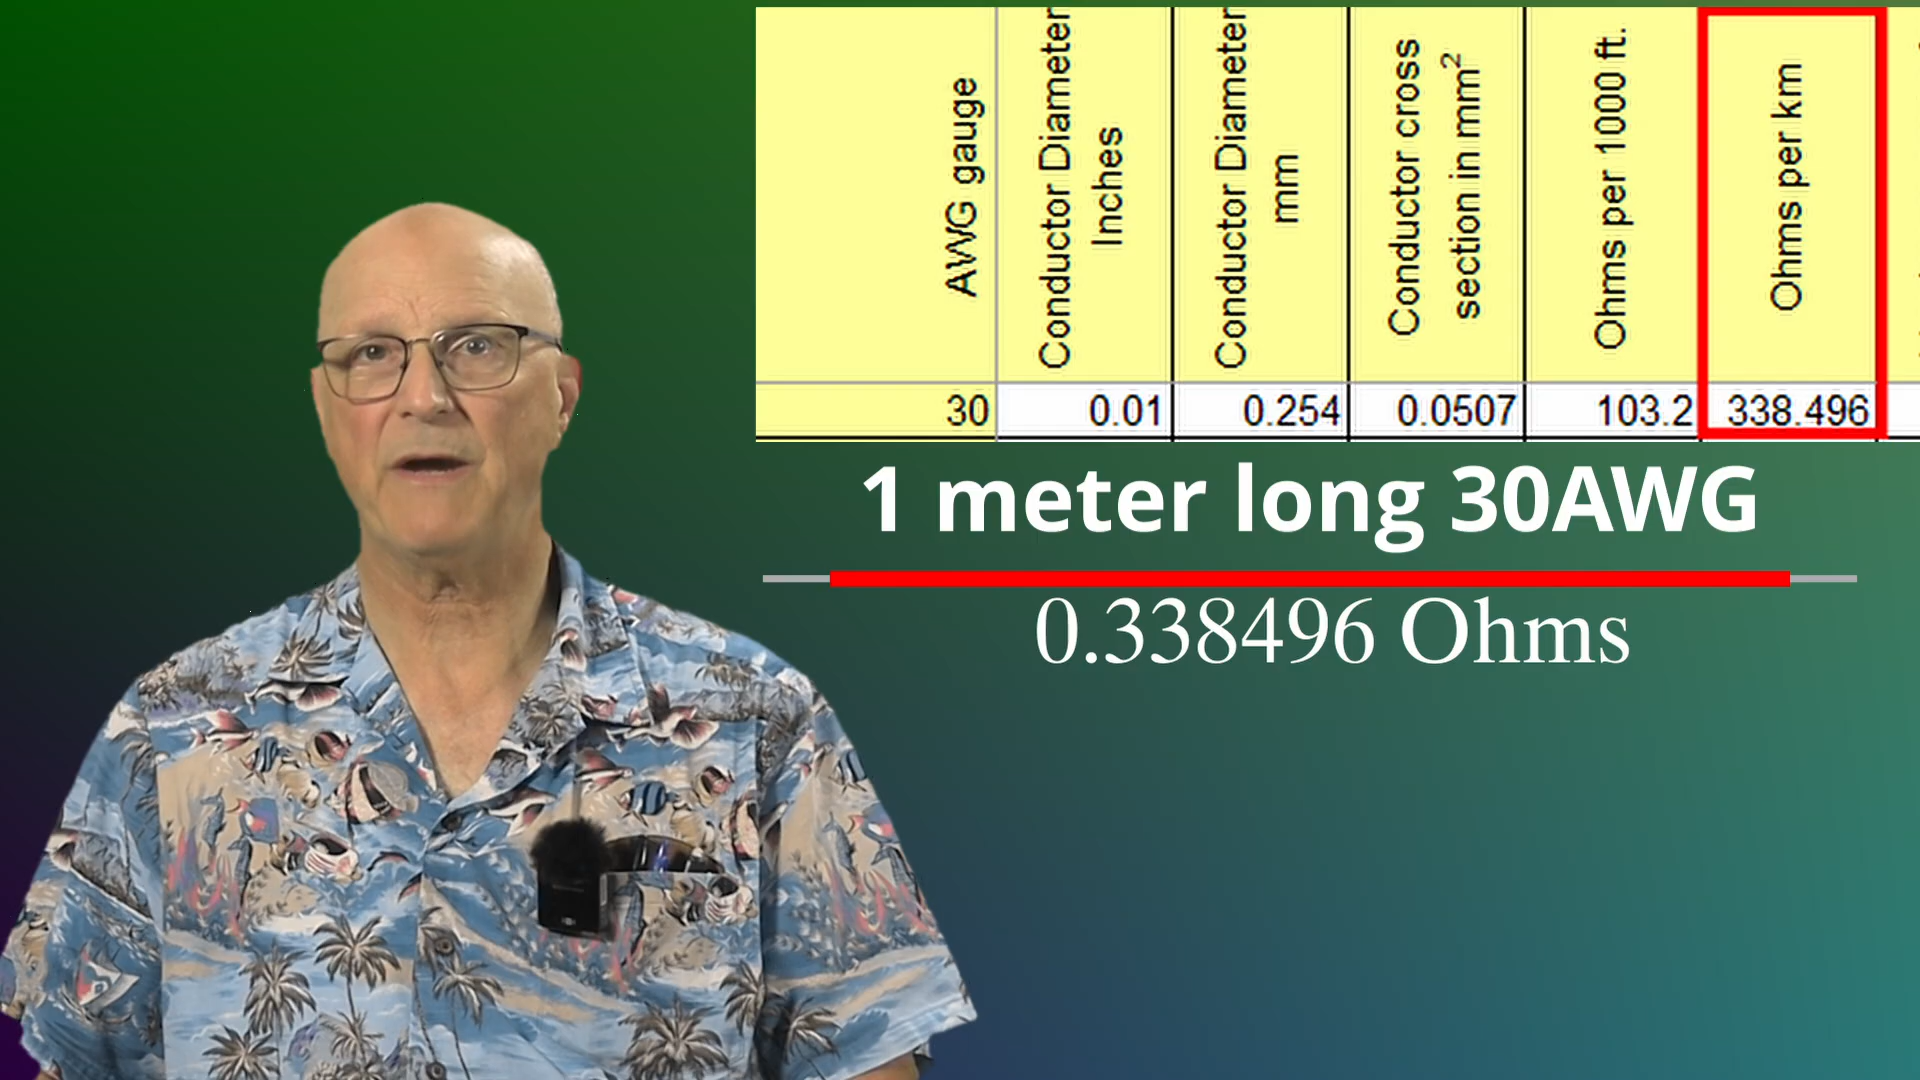 AWG gauge
Conductor Diameter
Inches
Conductor Diameter
mm
Conductor cross
section in mm²
Ohms per 1000 ft.
Ohms per km
30 0.01 0.254 0.0507 103.2 338.496
1 meter long 30AWG
0.338496 Ohms